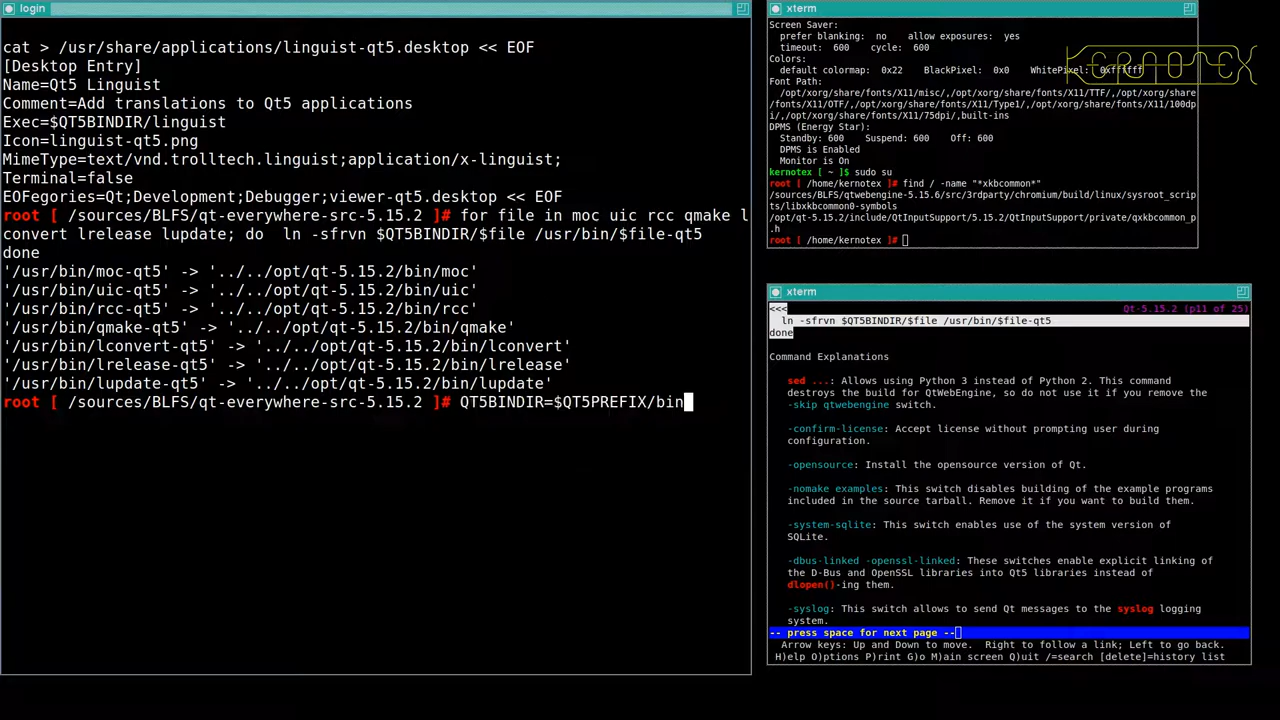 login
cat > /usr/share/applications/linguist-qt5.desktop << EOF
[Desktop Entry]
Name=Qt5 Linguist
Comment=Add translations to Qt5 applications
Exec=$QT5BINDIR/linguist
Icon=linguist-qt5.png
MimeType=text/vnd.trolltech.linguist;application/x-linguist;
Terminal=false
EOFegories=Qt;Development;Debugger;viewer-qt5.desktop << EOF
root [ /sources/BLFS/qt-everywhere-src-5.15.2 ]# for file in moc uic rcc qmake l
convert lrelease lupdate; do  ln -sfrvn $QT5BINDIR/$file /usr/bin/$file-qt5
done
'/usr/bin/moc-qt5' -> '../../opt/qt-5.15.2/bin/moc'
'/usr/bin/uic-qt5' -> '../../opt/qt-5.15.2/bin/uic'
'/usr/bin/rcc-qt5' -> '../../opt/qt-5.15.2/bin/rcc'
'/usr/bin/qmake-qt5' -> '../../opt/qt-5.15.2/bin/qmake'
'/usr/bin/lconvert-qt5' -> '../../opt/qt-5.15.2/bin/lconvert'
'/usr/bin/lrelease-qt5' -> '../../opt/qt-5.15.2/bin/lrelease'
'/usr/bin/lupdate-qt5' -> '../../opt/qt-5.15.2/bin/lupdate'
root [ /sources/BLFS/qt-everywhere-src-5.15.2 ]# QT5BINDIR=$QT5PREFIX/bin
xterm
Screen Saver:
  prefer blanking:  no    allow exposures:  yes
  timeout:  600    cycle:  600
Colors:
  default colormap:  0x22    BlackPixel:  0x0    WhitePixel:  0xffffff
Font Path:
  /opt/xorg/share/fonts/X11/misc/,/opt/xorg/share/fonts/X11/TTF/,/opt/xorg/share
/fonts/X11/OTF/,/opt/xorg/share/fonts/X11/Type1/,/opt/xorg/share/fonts/X11/100dp
i/,/opt/xorg/share/fonts/X11/75dpi/,built-ins
DPMS (Energy Star):
  Standby: 600    Suspend: 600    Off: 600
  DPMS is Enabled
  Monitor is On
kernotex [ ~ ]$ sudo su
root [ /home/kernotex ]# find / -name "*xkbcommon*"
/sources/BLFS/qtwebengine-5.15.6/src/3rdparty/chromium/build/linux/sysroot_scrip
ts/libxkbcommon0-symbols
/opt/qt-5.15.2/include/QtInputSupport/5.15.2/QtInputSupport/private/qxkbcommon_p
.h
root [ /home/kernotex ]#
KERNOTEX
xterm
<<< Qt-5.15.2 (p11 of 25)
  ln -sfrvn $QT5BINDIR/$file /usr/bin/$file-qt5
done
Command Explanations
sed ...: Allows using Python 3 instead of Python 2. This command
destroys the build for QtWebEngine, so do not use it if removing the
-skip qtwebengine switch.
-confirm-license: Accept license without prompting user during
configuration.
-opensource: Install the opensource version of Qt.
-nomake examples: This switch disables building of the example programs
included in the source tarball. Remove it if you want to build them.
-system-sqlite: This switch enables use of the system version of
SQLite.
-dbus-linked -openssl-linked: These switches enable explicit linking of
the D-Bus and OpenSSL libraries into Qt5 libraries instead of
dlopen()-ing them.
-syslog: This switch allows to send Qt messages to the syslog logging
system.
-- press space for next page --
Arrow keys: Up and Down to move.  Right to follow a link; Left to go back.
H)elp O)ptions P)rint G)o M)ain screen Q)uit /=search [delete]=history list